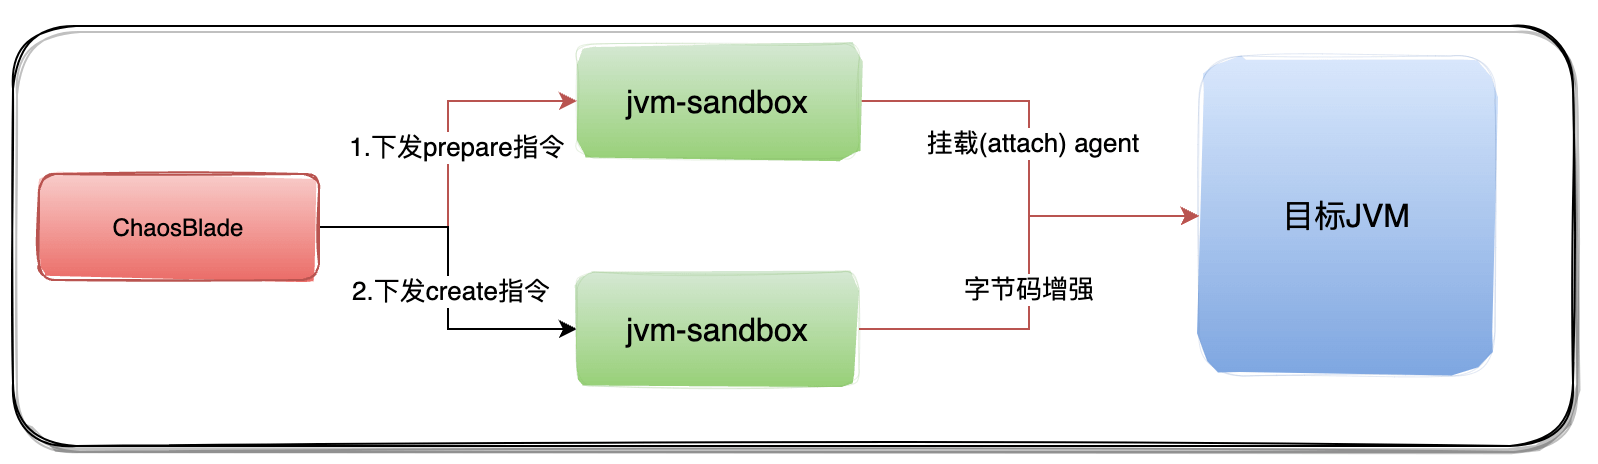 ChaosBlade
1.下发prepare指令
jvm-sandbox
挂载(attach) agent
2.下发create指令
jvm-sandbox
字节码增强
目标JVM